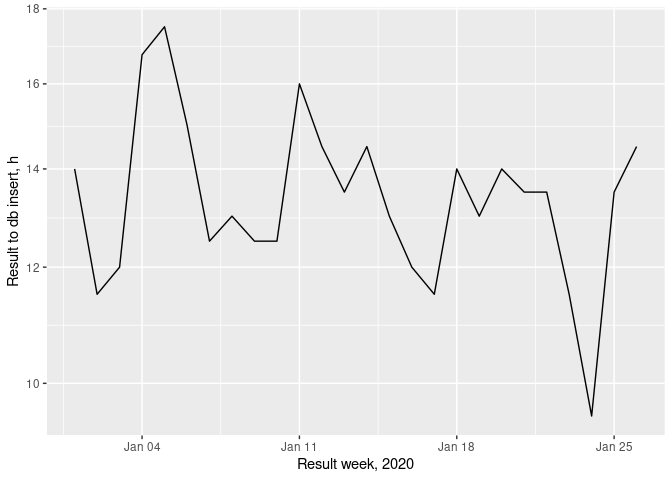 18
16
14
12
10
Result to db insert, h
Jan 04
Jan 11
Jan 18
Jan 25
Result week, 2020